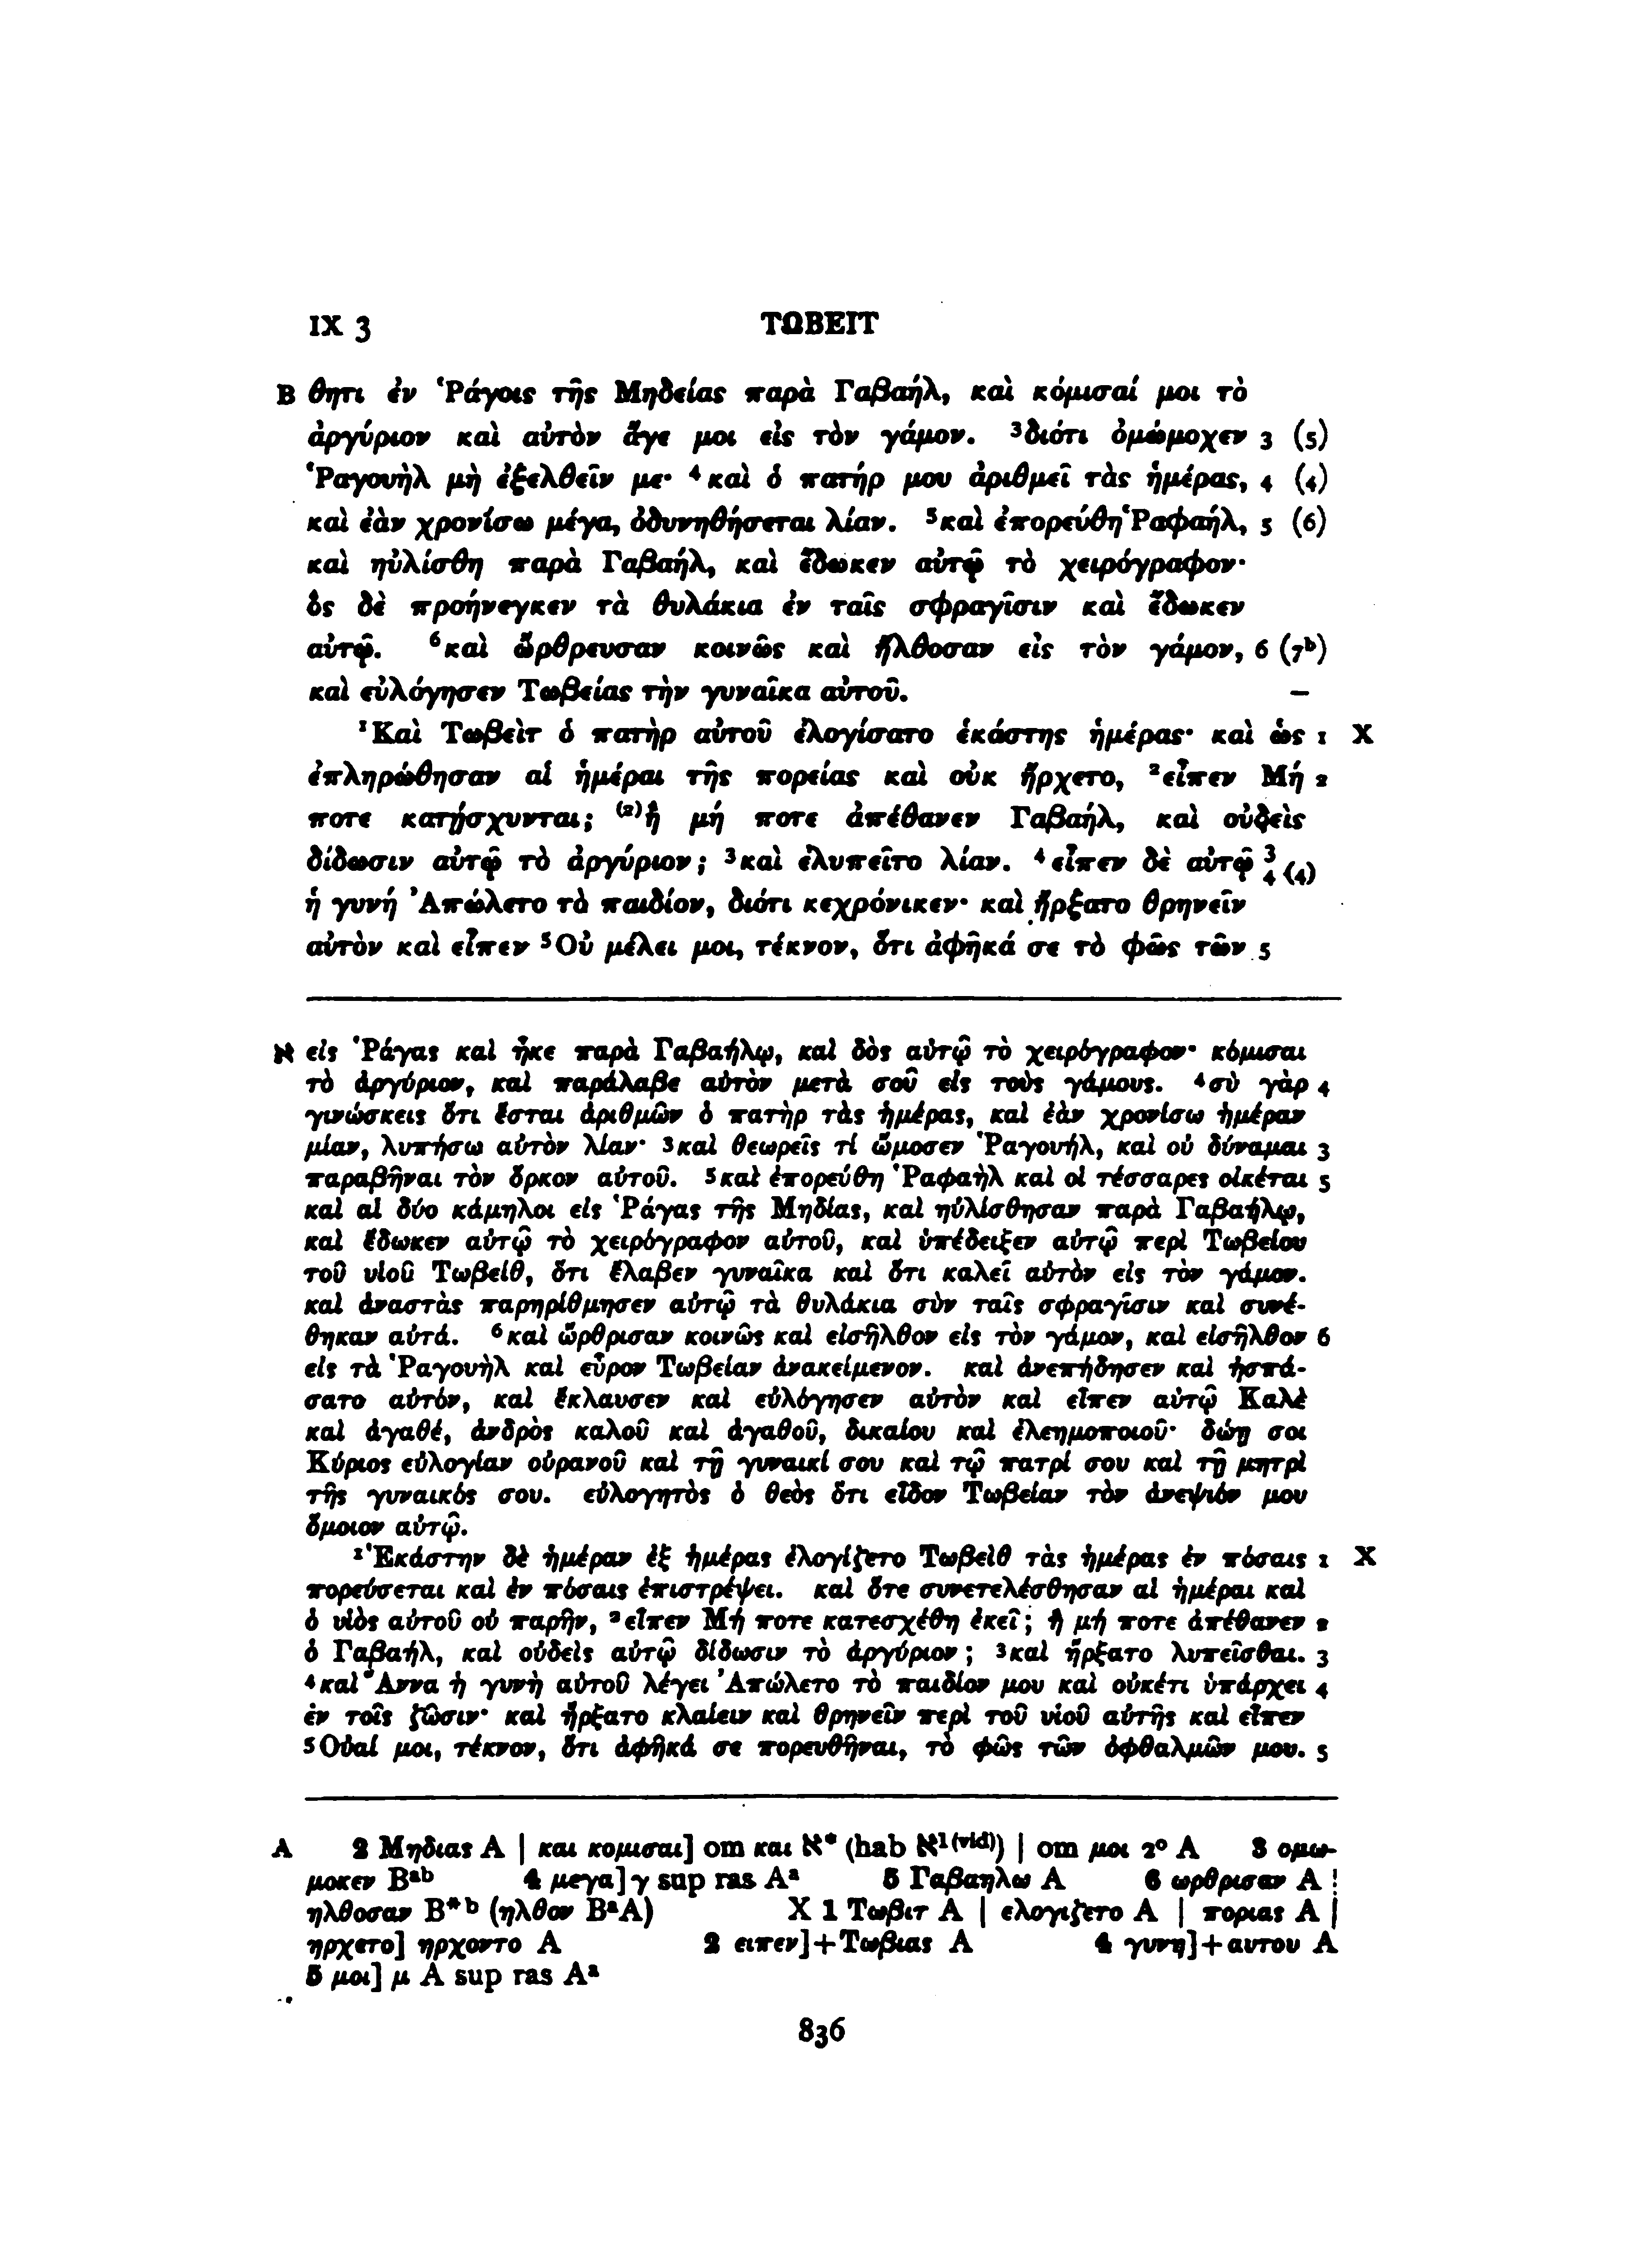 IX 3 ΤΩΒΕΙΤ
B θητι ἐν Ῥάγοις τῆς Μηδείας παρὰ Γαβαήλ, καὶ κόμισαί μοι τὸ
ἀργύριον καὶ αὐτὸν ἄγε μοι εἰς τὸν γάμον. ³διότι ὀμώμοχεν 3 (5)
Ῥαγουὴλ μὴ ἐξελθεῖν με· ⁴καὶ ὁ πατήρ μου ἀριθμεῖ τὰς ἡμέρας, 4 (4)
καὶ ἐὰν χρονίσω μέγα, ὀδυνηθήσεται λίαν. ⁵καὶ ἐπορεύθη Ῥαφαήλ, 5 (6)
καὶ ηὐλίσθη παρὰ Γαβαήλ, καὶ ἔδωκεν αὐτῷ τὸ χειρόγραφον·
ὃς δὲ προήνεγκεν τὰ θυλάκια ἐν ταῖς σφραγῖσιν καὶ ἔδωκεν
αὐτῷ. ⁶καὶ ὤρθρευσαν κοινῶς καὶ ἤλθοσαν εἰς τὸν γάμον, 6 (7ᵇ)
καὶ εὐλόγησεν Τωβείας τὴν γυναῖκα αὐτοῦ. –
¹Καὶ Τωβεὶτ ὁ πατὴρ αὐτοῦ ἐλογίσατο ἑκάστης ἡμέρας· καὶ ὡς 1 X
ἐπληρώθησαν αἱ ἡμέραι τῆς πορείας καὶ οὐκ ἤρχετο, ²εἶπεν Μή 2
ποτε κατῄσχυνται; ⁽²⁾ἢ μή ποτε ἀπέθανεν Γαβαήλ, καὶ οὐδεὶς
δίδωσιν αὐτῷ τὸ ἀργύριον; ³καὶ ἐλυπεῖτο λίαν. ⁴εἶπεν δὲ αὐτῷ 3 4 (4)
ἡ γυνή Ἀπώλετο τὸ παιδίον, διότι κεχρόνικεν· καὶ ἤρξατο θρηνεῖν
αὐτὸν καὶ εἶπεν ⁵Οὐ μέλει μοι, τέκνον, ὅτι ἀφῆκά σε τὸ φῶς τῶν 5
א εἰς Ῥάγας καὶ ἧκε παρὰ Γαβαήλῳ, καὶ δὸς αὐτῷ τὸ χειρόγραφον· κόμισαι
τὸ ἀργύριον, καὶ παράλαβε αὐτὸν μετὰ σοῦ εἰς τοὺς γάμους. ⁴σὺ γὰρ 4
γινώσκεις ὅτι ἔσται ἀριθμῶν ὁ πατὴρ τὰς ἡμέρας, καὶ ἐὰν χρονίσω ἡμέραν
μίαν, λυπήσω αὐτὸν λίαν· ³καὶ θεωρεῖς τί ὤμοσεν Ῥαγουήλ, καὶ οὐ δύναμαι 3
παραβῆναι τὸν ὅρκον αὐτοῦ. ⁵καὶ ἐπορεύθη Ῥαφαὴλ καὶ οἱ τέσσαρες οἰκέται 5
καὶ αἱ δύο κάμηλοι εἰς Ῥάγας τῆς Μηδίας, καὶ ηὐλίσθησαν παρὰ Γαβαήλῳ,
καὶ ἔδωκεν αὐτῷ τὸ χειρόγραφον αὐτοῦ, καὶ ὑπέδειξεν αὐτῷ περὶ Τωβείου
τοῦ υἱοῦ Τωβείθ, ὅτι ἔλαβεν γυναῖκα καὶ ὅτι καλεῖ αὐτὸν εἰς τὸν γάμον.
καὶ ἀναστὰς παρηρίθμησεν αὐτῷ τὰ θυλάκια σὺν ταῖς σφραγῖσιν καὶ συνέ-
θηκαν αὐτά. ⁶καὶ ὤρθρισαν κοινῶς καὶ εἰσῆλθον εἰς τὸν γάμον, καὶ εἰσῆλθον 6
εἰς τὰ Ῥαγουὴλ καὶ εὗρον Τωβείαν ἀνακείμενον. καὶ ἀνεπήδησεν καὶ ἠσπά-
σατο αὐτόν, καὶ ἔκλαυσεν καὶ εὐλόγησεν αὐτὸν καὶ εἶπεν αὐτῷ Καλὲ
καὶ ἀγαθέ, ἀνδρὸς καλοῦ καὶ ἀγαθοῦ, δικαίου καὶ ἐλεημοποιοῦ· δώῃ σοι
Κύριος εὐλογίαν οὐρανοῦ καὶ τῇ γυναικί σου καὶ τῷ πατρί σου καὶ τῇ μητρὶ
τῆς γυναικός σου. εὐλογητὸς ὁ θεὸς ὅτι εἶδον Τωβείαν τὸν ἀνεψιόν μου
ὅμοιον αὐτῷ.
¹Ἑκάστην δὲ ἡμέραν ἐξ ἡμέρας ἐλογίζετο Τωβεὶθ τὰς ἡμέρας ἐν πόσαις 1 X
πορεύσεται καὶ ἐν πόσαις ἐπιστρέψει. καὶ ὅτε συνετελέσθησαν αἱ ἡμέραι καὶ
ὁ υἱὸς αὐτοῦ οὐ παρῆν, ²εἶπεν Μή ποτε κατεσχέθη ἐκεῖ; ἢ μή ποτε ἀπέθανεν 2
ὁ Γαβαήλ, καὶ οὐδεὶς αὐτῷ δίδωσιν τὸ ἀργύριον; ³καὶ ἤρξατο λυπεῖσθαι. 3
⁴καὶ Ἄννα ἡ γυνὴ αὐτοῦ λέγει Ἀπώλετο τὸ παιδίον μου καὶ οὐκέτι ὑπάρχει 4
ἐν τοῖς ζῶσιν· καὶ ἤρξατο κλαίειν καὶ θρηνεῖν περὶ τοῦ υἱοῦ αὐτῆς καὶ εἶπεν
⁵Οὐαί μοι, τέκνον, ὅτι ἀφῆκά σε πορευθῆναι, τὸ φῶς τῶν ὀφθαλμῶν μου. 5
A 2 Μηδιας A | και κομισαι] om και א* (hab א¹⁽ᵛⁱᵈ⁾) | om μοι 2° A 3 ομω-
μοκεν Bᵃᵇ 4 μεγα] γ sup ras Aᵃ 5 Γαβαηλω A 6 ωρθρισαν A |
ηλθοσαν B*ᵇ (ηλθον BᵃA) X 1 Τωβιτ A | ελογιζετο A | ποριας A |
ηρχετο] ηρχοντο A 2 ειπεν]+Τωβιας A 4 γυνη]+αυτου A
5 μοι] μ A sup ras Aᵃ
836